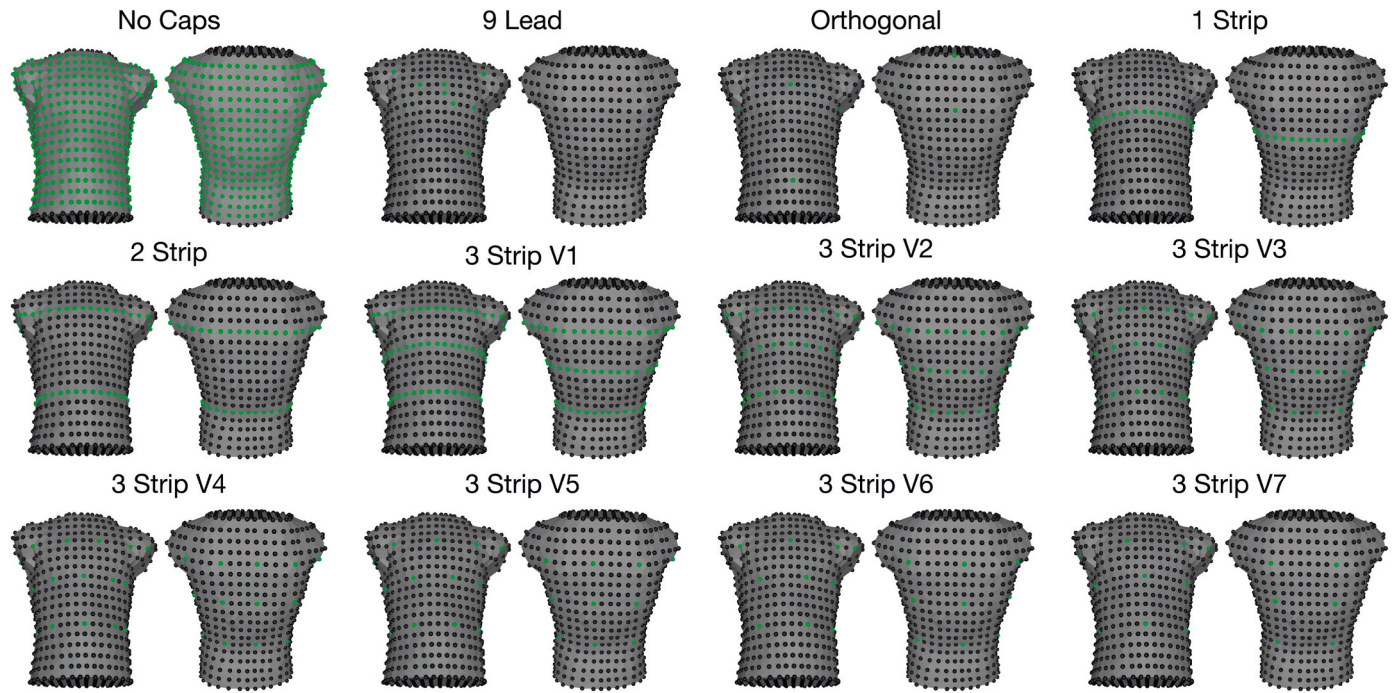 No Caps
9 Lead
Orthogonal
1 Strip
2 Strip
3 Strip V1
3 Strip V2
3 Strip V3
3 Strip V4
3 Strip V5
3 Strip V6
3 Strip V7